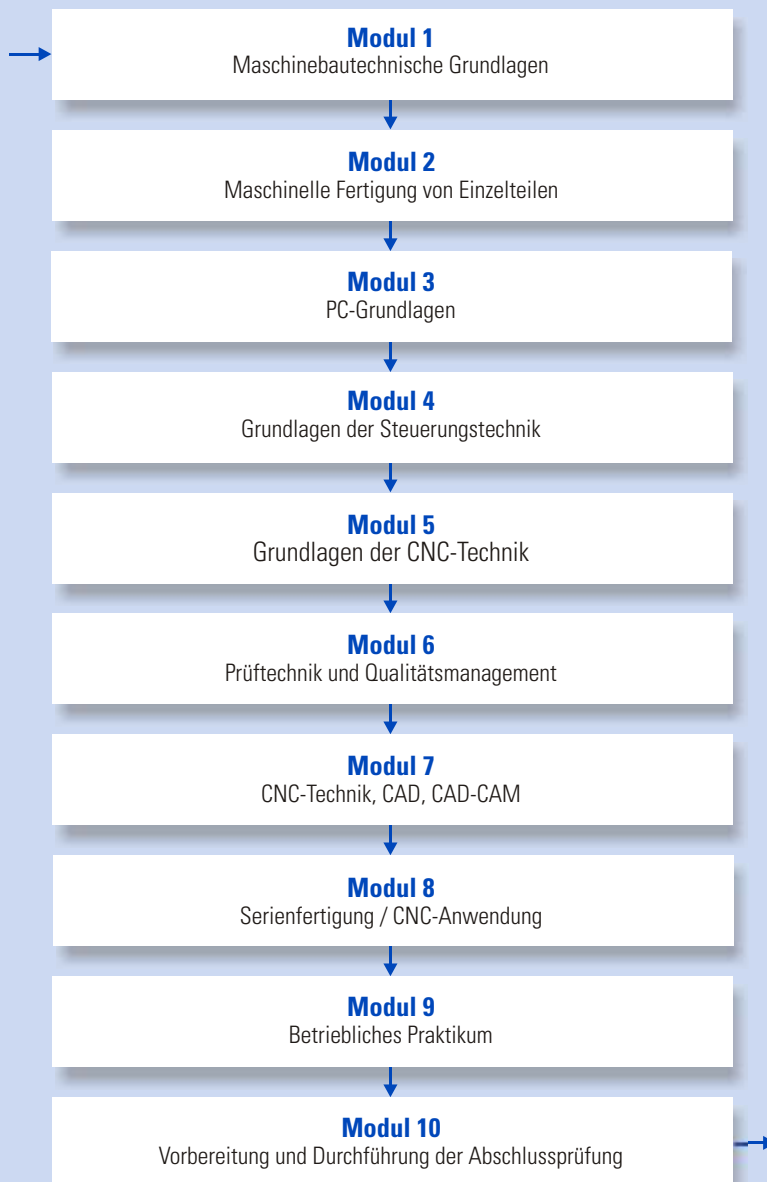 Modul 1
Maschinebautechnische Grundlagen
Modul 2
Maschinelle Fertigung von Einzelteilen
Modul 3
PC-Grundlagen
Modul 4
Grundlagen der Steuerungstechnik
Modul 5
Grundlagen der CNC-Technik
Modul 6
Prüftechnik und Qualitätsmanagement
Modul 7
CNC-Technik, CAD, CAD-CAM
Modul 8
Serienfertigung / CNC-Anwendung
Modul 9
Betriebliches Praktikum
Modul 10
Vorbereitung und Durchführung der Abschlussprüfung